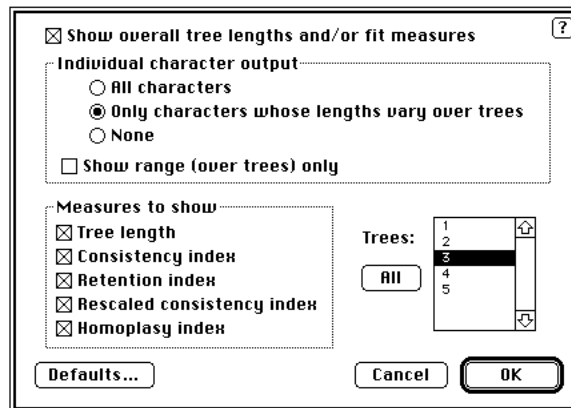 Show overall tree lengths and/or fit measures
?
Individual character output
All characters
Only characters whose lengths vary over trees
None
Show range (over trees) only
Measures to show
Tree length
Consistency index
Retention index
Rescaled consistency index
Homoplasy index
Trees:
All
1
2
3
4
5
Defaults...
Cancel
OK